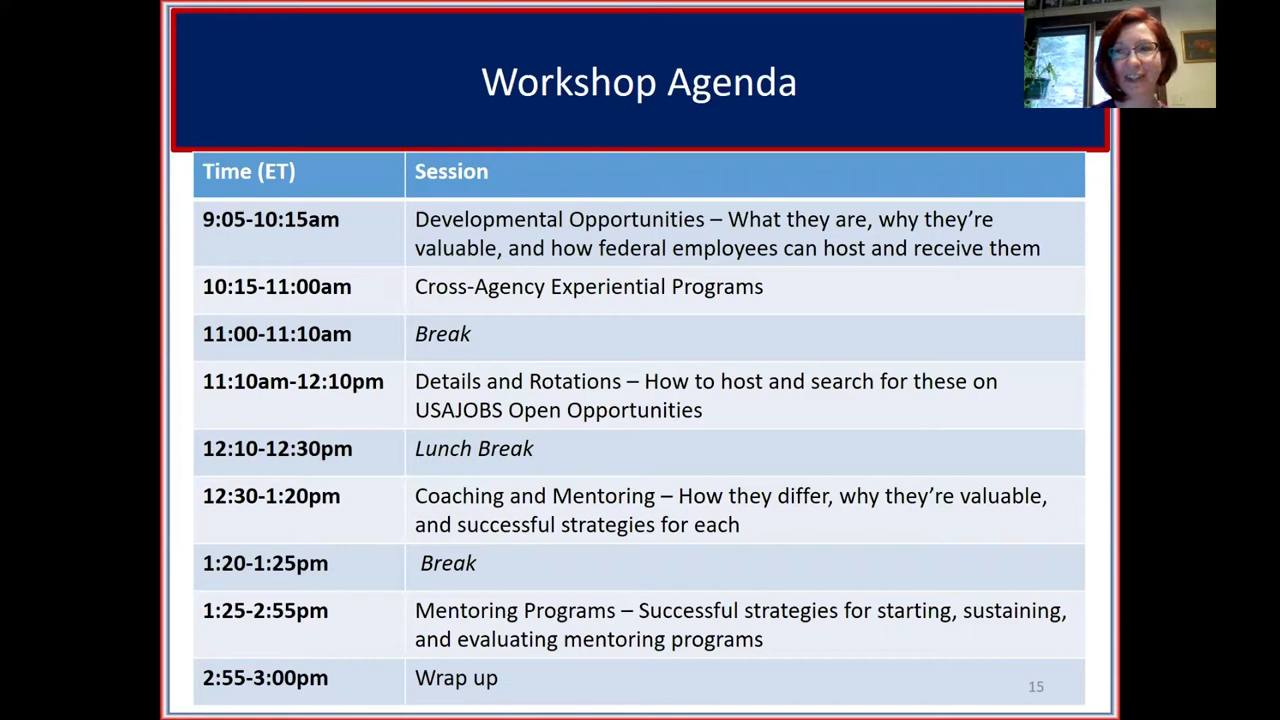 Workshop Agenda
Time (ET) Session
9:05-10:15am Developmental Opportunities – What they are, why they’re
valuable, and how federal employees can host and receive them
10:15-11:00am Cross-Agency Experiential Programs
11:00-11:10am Break
11:10am-12:10pm Details and Rotations – How to host and search for these on
USAJOBS Open Opportunities
12:10-12:30pm Lunch Break
12:30-1:20pm Coaching and Mentoring – How they differ, why they’re valuable,
and successful strategies for each
1:20-1:25pm Break
1:25-2:55pm Mentoring Programs – Successful strategies for starting, sustaining,
and evaluating mentoring programs
2:55-3:00pm Wrap up
15